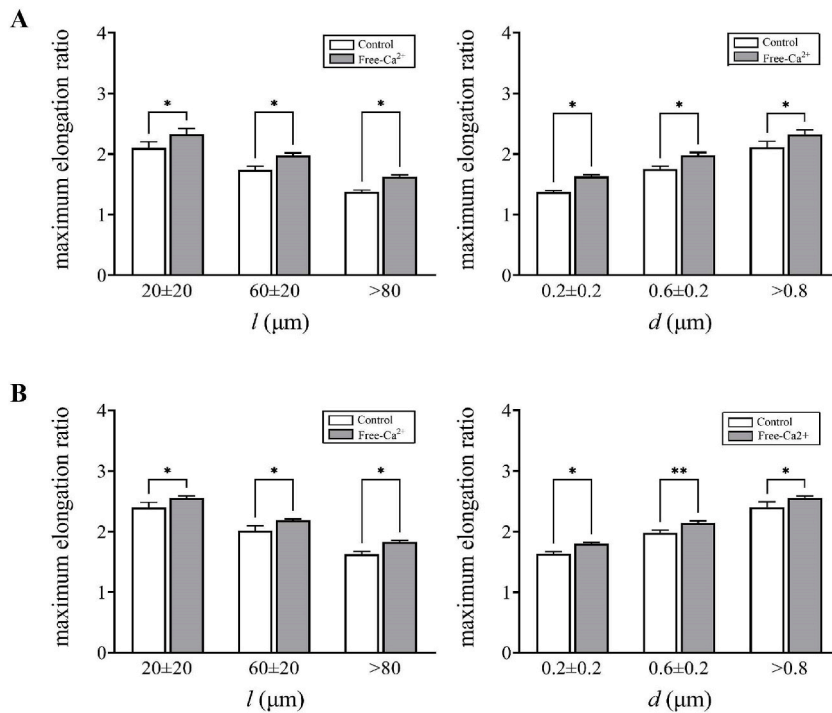 A
maximum elongation ratio
4
3
2
1
0
Control
Free-Ca²⁺
*
*
*
20±20
60±20
>80
l (μm)
maximum elongation ratio
4
3
2
1
0
Control
Free-Ca²⁺
*
*
*
0.2±0.2
0.6±0.2
>0.8
d (μm)
B
maximum elongation ratio
4
3
2
1
0
Control
Free-Ca²⁺
*
*
*
20±20
60±20
>80
l (μm)
maximum elongation ratio
4
3
2
1
0
Control
Free-Ca2+
*
**
*
0.2±0.2
0.6±0.2
>0.8
d (μm)